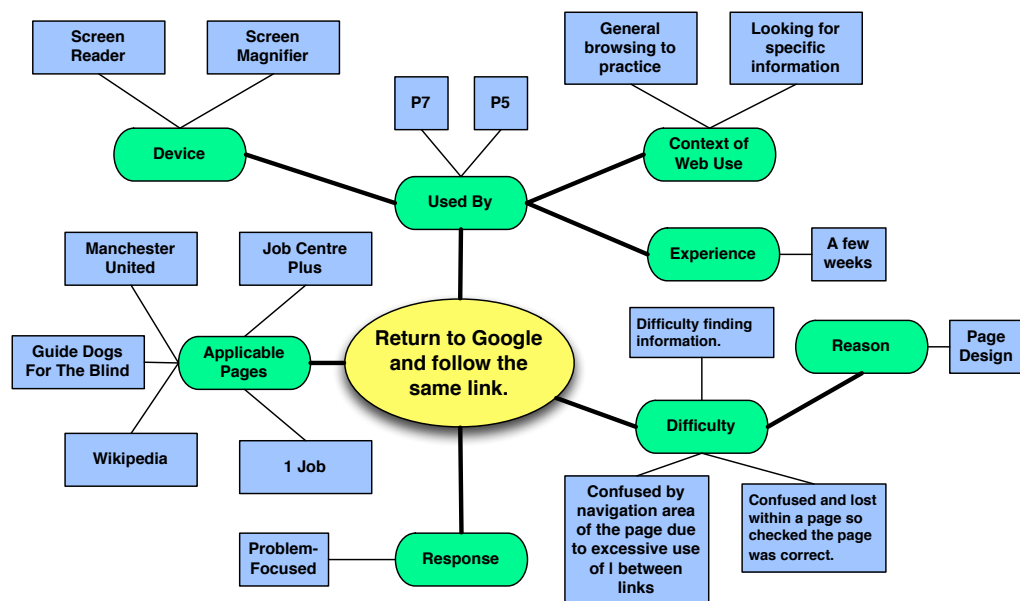 Screen
Reader
Screen
Magnifier
General
browsing to
practice
Looking for
specific
information
P7
P5
Device
Context of
Web Use
Used By
Manchester
United
Job Centre
Plus
Experience
A few
weeks
Guide Dogs
For The Blind
Applicable
Pages
Return to Google
and follow the
same link.
Difficulty finding
information.
Reason
Page
Design
Wikipedia
1 Job
Difficulty
Problem-
Focused
Response
Confused by
navigation area
of the page due
to excessive use
of l between
links
Confused and lost
within a page so
checked the page
was correct.